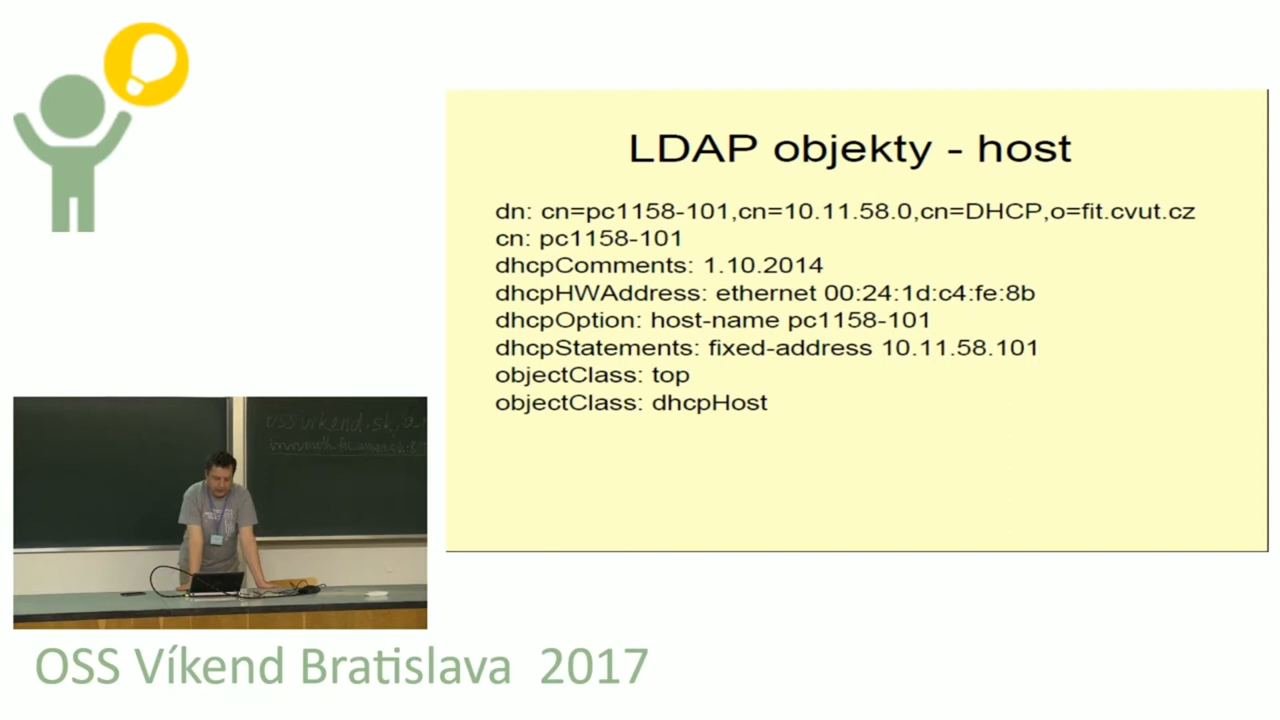 LDAP objekty - host
dn: cn=pc1158-101,cn=10.11.58.0,cn=DHCP,o=fit.cvut.cz
cn: pc1158-101
dhcpComments: 1.10.2014
dhcpHWAddress: ethernet 00:24:1d:c4:fe:8b
dhcpOption: host-name pc1158-101
dhcpStatements: fixed-address 10.11.58.101
objectClass: top
objectClass: dhcpHost
ossvikend.sk/a
OSS Víkend Bratislava 2017